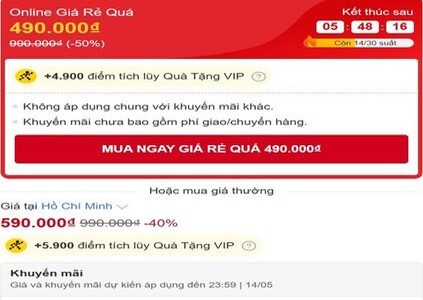 Online Giá Rẻ Quá
Kết thúc sau
490.000₫
05 : 48 : 16
990.000₫ (-50%)
Còn 14/30 suất
+4.900 điểm tích lũy Quà Tặng VIP ?
Không áp dụng chung với khuyến mãi khác.
Khuyến mãi chưa bao gồm phí giao/chuyển hàng.
MUA NGAY GIÁ RẺ QUÁ 490.000₫
Hoặc mua giá thường
Giá tại Hồ Chí Minh
590.000₫ 990.000₫ -40%
+5.900 điểm tích lũy Quà Tặng VIP ?
Khuyến mãi
Giá và khuyến mãi dự kiến áp dụng đến 23:59 | 14/05